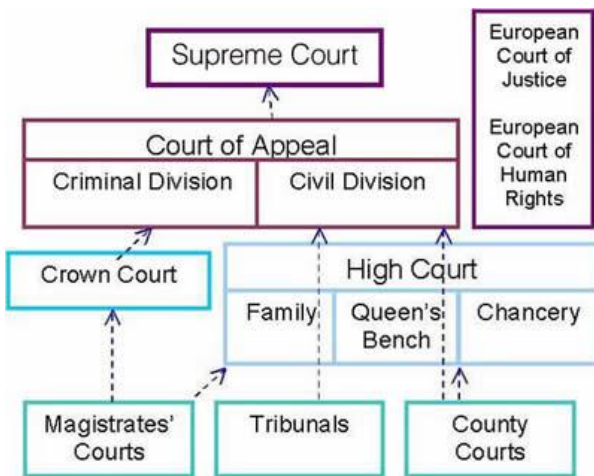 Supreme Court
European
Court of
Justice
European
Court of
Human
Rights
Court of Appeal
Criminal Division
Civil Division
Crown Court
High Court
Family
Queen's
Bench
Chancery
Magistrates'
Courts
Tribunals
County
Courts